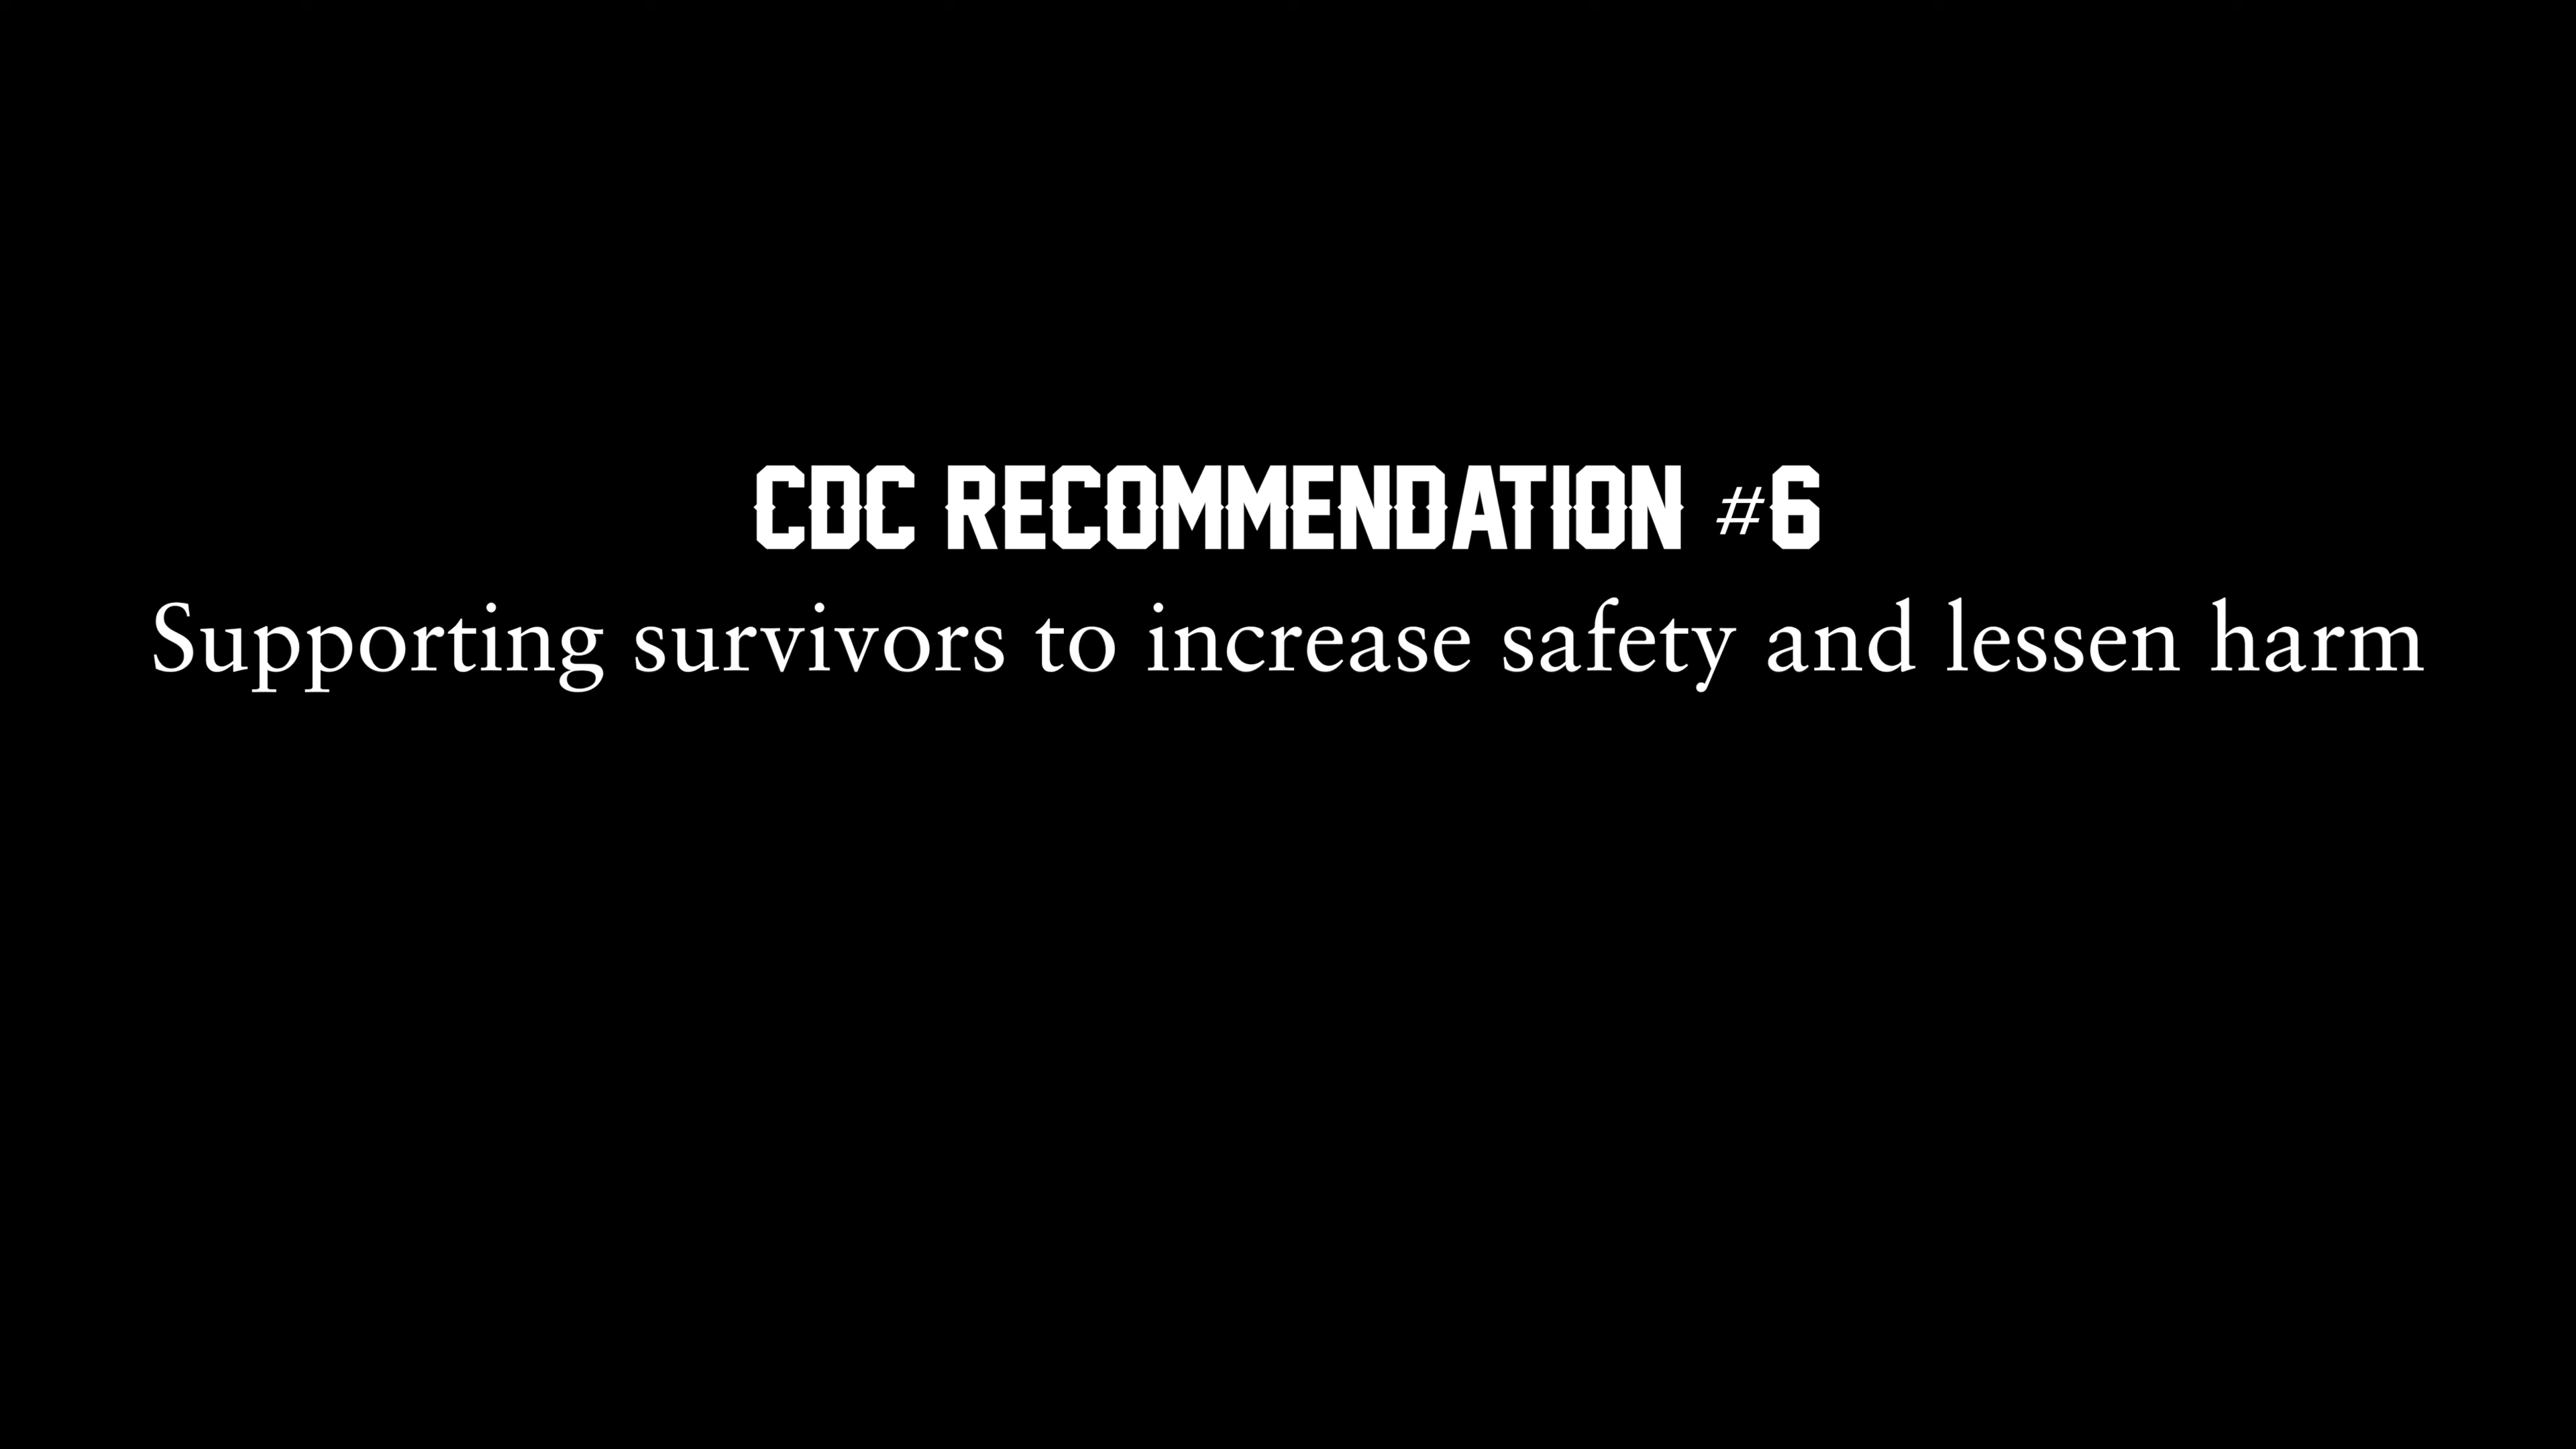 CDC RECOMMENDATION #6
Supporting survivors to increase safety and lessen harm